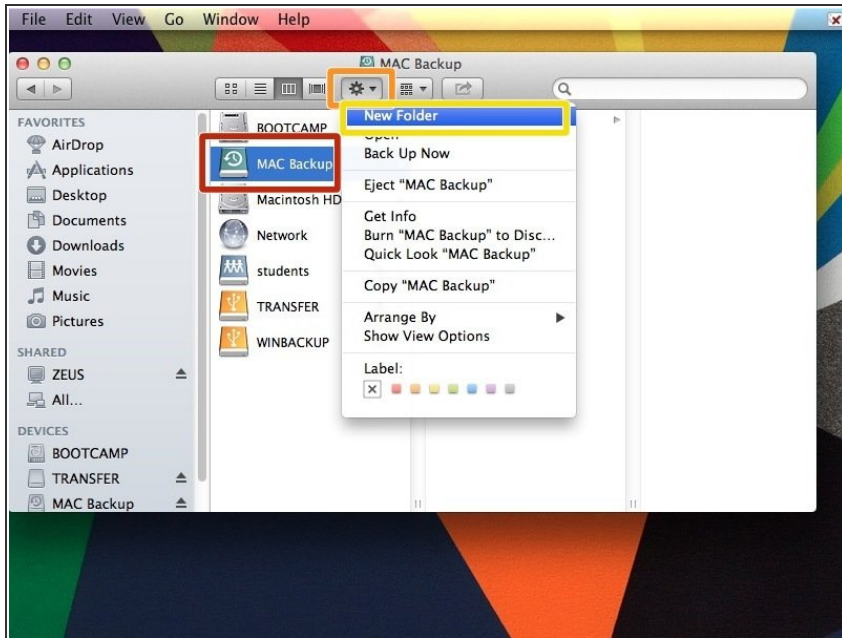 File Edit View Go Window Help
MAC Backup
FAVORITES
AirDrop
Applications
Desktop
Documents
Downloads
Movies
Music
Pictures
SHARED
ZEUS
All...
DEVICES
BOOTCAMP
TRANSFER
MAC Backup
BOOTCAMP
MAC Backup
Macintosh HD
Network
students
TRANSFER
WINBACKUP
New Folder
Open
Back Up Now
Eject “MAC Backup”
Get Info
Burn “MAC Backup” to Disc...
Quick Look “MAC Backup”
Copy “MAC Backup”
Arrange By
Show View Options
Label: